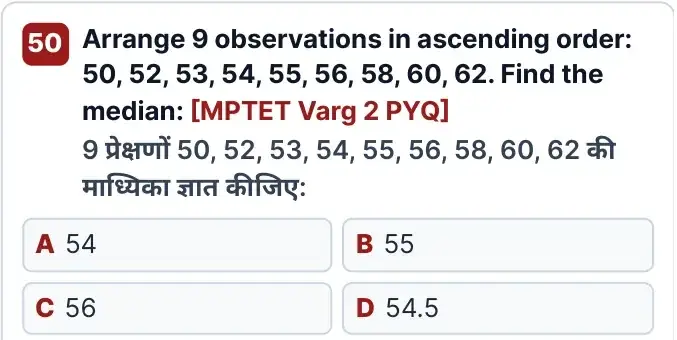 50 Arrange 9 observations in ascending order:
50, 52, 53, 54, 55, 56, 58, 60, 62. Find the
median: [MPTET Varg 2 PYQ]
9 प्रेक्षणों 50, 52, 53, 54, 55, 56, 58, 60, 62 की
माध्यिका ज्ञात कीजिए:
A 54
B 55
C 56
D 54.5